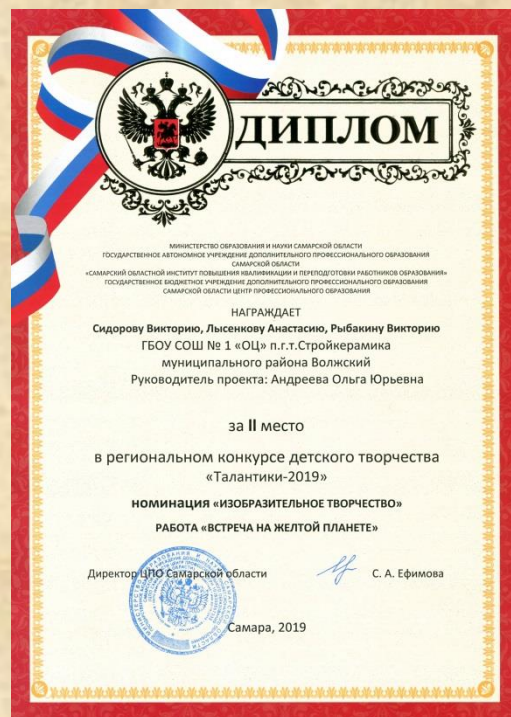 ДИПЛОМ
МИНИСТЕРСТВО ОБРАЗОВАНИЯ И НАУКИ САМАРСКОЙ ОБЛАСТИ
ГОСУДАРСТВЕННОЕ АВТОНОМНОЕ УЧРЕЖДЕНИЕ ДОПОЛНИТЕЛЬНОГО ПРОФЕССИОНАЛЬНОГО ОБРАЗОВАНИЯ
САМАРСКОЙ ОБЛАСТИ
«САМАРСКИЙ ОБЛАСТНОЙ ИНСТИТУТ ПОВЫШЕНИЯ КВАЛИФИКАЦИИ И ПЕРЕПОДГОТОВКИ РАБОТНИКОВ ОБРАЗОВАНИЯ»
ГОСУДАРСТВЕННОЕ БЮДЖЕТНОЕ УЧРЕЖДЕНИЕ ДОПОЛНИТЕЛЬНОГО ПРОФЕССИОНАЛЬНОГО ОБРАЗОВАНИЯ
САМАРСКОЙ ОБЛАСТИ ЦЕНТР ПРОФЕССИОНАЛЬНОГО ОБРАЗОВАНИЯ
НАГРАЖДАЕТ
Сидорову Викторию, Лысенкову Анастасию, Рыбакину Викторию
ГБОУ СОШ № 1 «ОЦ» п.г.т.Стройкерамика
муниципального района Волжский
Руководитель проекта: Андреева Ольга Юрьевна
за II место
в региональном конкурсе детского творчества
«Талантики-2019»
номинация «ИЗОБРАЗИТЕЛЬНОЕ ТВОРЧЕСТВО»
РАБОТА «ВСТРЕЧА НА ЖЕЛТОЙ ПЛАНЕТЕ»
Директор ЦПО Самарской области С. А. Ефимова
Самара, 2019